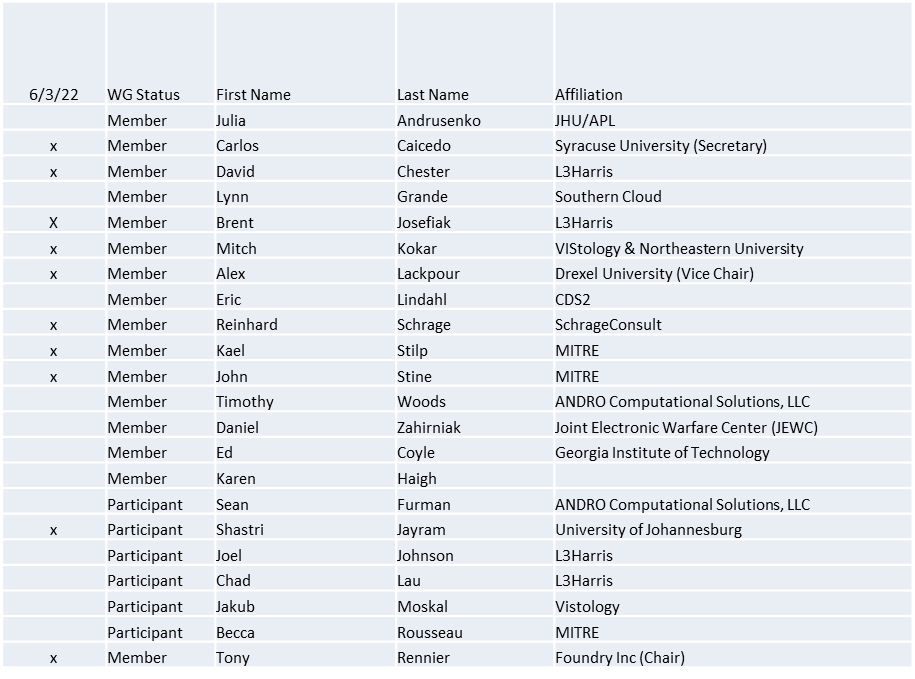 6/3/22 WG Status First Name Last Name Affiliation
Member Julia Andrusenko JHU/APL
x Member Carlos Caicedo Syracuse University (Secretary)
x Member David Chester L3Harris
Member Lynn Grande Southern Cloud
X Member Brent Josefiak L3Harris
x Member Mitch Kokar VIStology & Northeastern University
x Member Alex Lackpour Drexel University (Vice Chair)
Member Eric Lindahl CDS2
x Member Reinhard Schrage SchrageConsult
x Member Kael Stilp MITRE
x Member John Stine MITRE
Member Timothy Woods ANDRO Computational Solutions, LLC
Member Daniel Zahirniak Joint Electronic Warfare Center (JEWC)
Member Ed Coyle Georgia Institute of Technology
Member Karen Haigh
Participant Sean Furman ANDRO Computational Solutions, LLC
x Participant Shastri Jayram University of Johannesburg
Participant Joel Johnson L3Harris
Participant Chad Lau L3Harris
Participant Jakub Moskal Vistology
Participant Becca Rousseau MITRE
x Member Tony Rennier Foundry Inc (Chair)